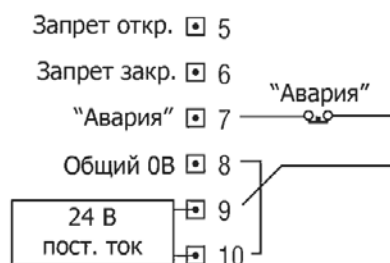 Запрет откр. 5
Запрет закр. 6
"Авария" 7
"Авария"
Общий 0В 8
24 В
пост. ток
9
10